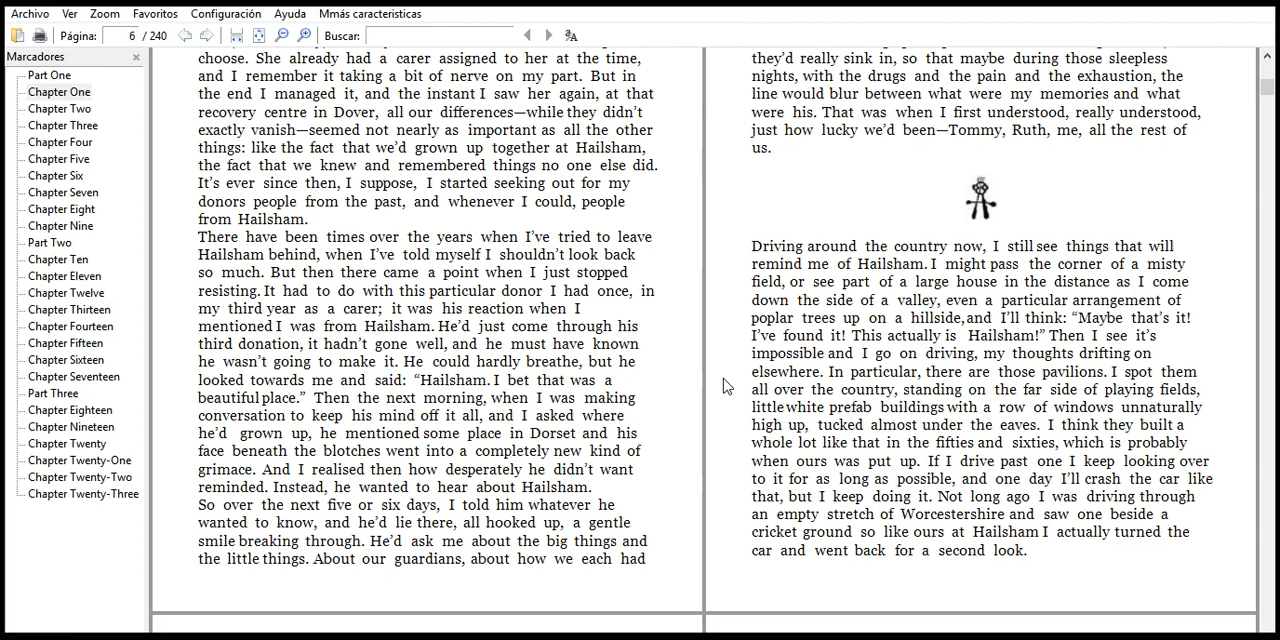 Archivo Ver Zoom Favoritos Configuración Ayuda Mmás caracteristicas
Página: 6 / 240 Buscar:
Marcadores
Part One
Chapter One
Chapter Two
Chapter Three
Chapter Four
Chapter Five
Chapter Six
Chapter Seven
Chapter Eight
Chapter Nine
Part Two
Chapter Ten
Chapter Eleven
Chapter Twelve
Chapter Thirteen
Chapter Fourteen
Chapter Fifteen
Chapter Sixteen
Chapter Seventeen
Part Three
Chapter Eighteen
Chapter Nineteen
Chapter Twenty
Chapter Twenty-One
Chapter Twenty-Two
Chapter Twenty-Three
choose. She already had a carer assigned to her at the time,
and I remember it taking a bit of nerve on my part. But in
the end I managed it, and the instant I saw her again, at that
recovery centre in Dover, all our differences—while they didn't
exactly vanish—seemed not nearly as important as all the other
things: like the fact that we'd grown up together at Hailsham,
the fact that we knew and remembered things no one else did.
It's ever since then, I suppose, I started seeking out for my
donors people from the past, and whenever I could, people
from Hailsham.
There have been times over the years when I've tried to leave
Hailsham behind, when I've told myself I shouldn't look back
so much. But then there came a point when I just stopped
resisting. It had to do with this particular donor I had once, in
my third year as a carer; it was his reaction when I
mentioned I was from Hailsham. He'd just come through his
third donation, it hadn't gone well, and he must have known
he wasn't going to make it. He could hardly breathe, but he
looked towards me and said: “Hailsham. I bet that was a
beautiful place.” Then the next morning, when I was making
conversation to keep his mind off it all, and I asked where
he'd grown up, he mentioned some place in Dorset and his
face beneath the blotches went into a completely new kind of
grimace. And I realised then how desperately he didn't want
reminded. Instead, he wanted to hear about Hailsham.
So over the next five or six days, I told him whatever he
wanted to know, and he'd lie there, all hooked up, a gentle
smile breaking through. He'd ask me about the big things and
the little things. About our guardians, about how we each had
they'd really sink in, so that maybe during those sleepless
nights, with the drugs and the pain and the exhaustion, the
line would blur between what were my memories and what
were his. That was when I first understood, really understood,
just how lucky we'd been—Tommy, Ruth, me, all the rest of
us.
Driving around the country now, I still see things that will
remind me of Hailsham. I might pass the corner of a misty
field, or see part of a large house in the distance as I come
down the side of a valley, even a particular arrangement of
poplar trees up on a hillside, and I'll think: “Maybe that's it!
I've found it! This actually is Hailsham!” Then I see it's
impossible and I go on driving, my thoughts drifting on
elsewhere. In particular, there are those pavilions. I spot them
all over the country, standing on the far side of playing fields,
little white prefab buildings with a row of windows unnaturally
high up, tucked almost under the eaves. I think they built a
whole lot like that in the fifties and sixties, which is probably
when ours was put up. If I drive past one I keep looking over
to it for as long as possible, and one day I'll crash the car like
that, but I keep doing it. Not long ago I was driving through
an empty stretch of Worcestershire and saw one beside a
cricket ground so like ours at Hailsham I actually turned the
car and went back for a second look.